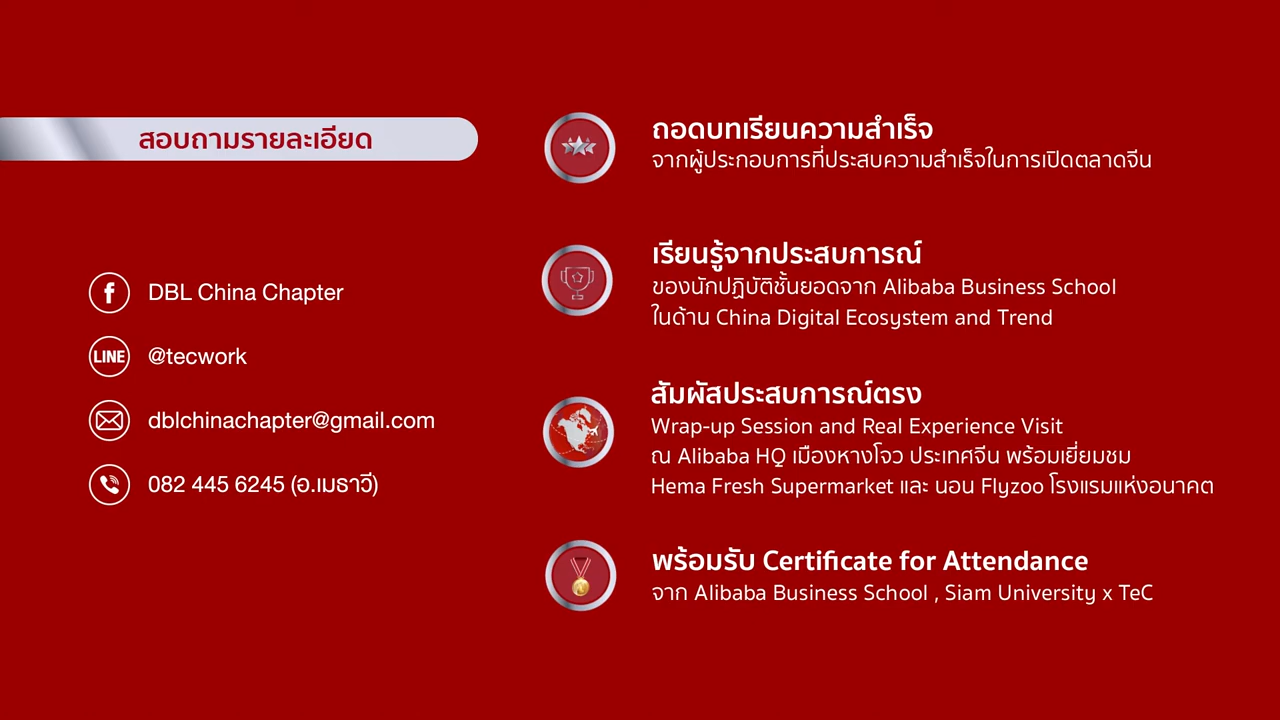 สอบถามรายละเอียด
DBL China Chapter
LINE
@tecwork
dblchinachapter@gmail.com
082 445 6245 (อ.เมธาวี)
ถอดบทเรียนความสำเร็จ
จากผู้ประกอบการที่ประสบความสำเร็จในการเปิดตลาดจีน
เรียนรู้จากประสบการณ์
ของนักปฏิบัติชั้นยอดจาก Alibaba Business School
ในด้าน China Digital Ecosystem and Trend
สัมผัสประสบการณ์ตรง
Wrap-up Session and Real Experience Visit
ณ Alibaba HQ เมืองหางโจว ประเทศจีน พร้อมเยี่ยมชม
Hema Fresh Supermarket และ นอน Flyzoo โรงแรมแห่งอนาคต
พร้อมรับ Certificate for Attendance
จาก Alibaba Business School , Siam University x TeC